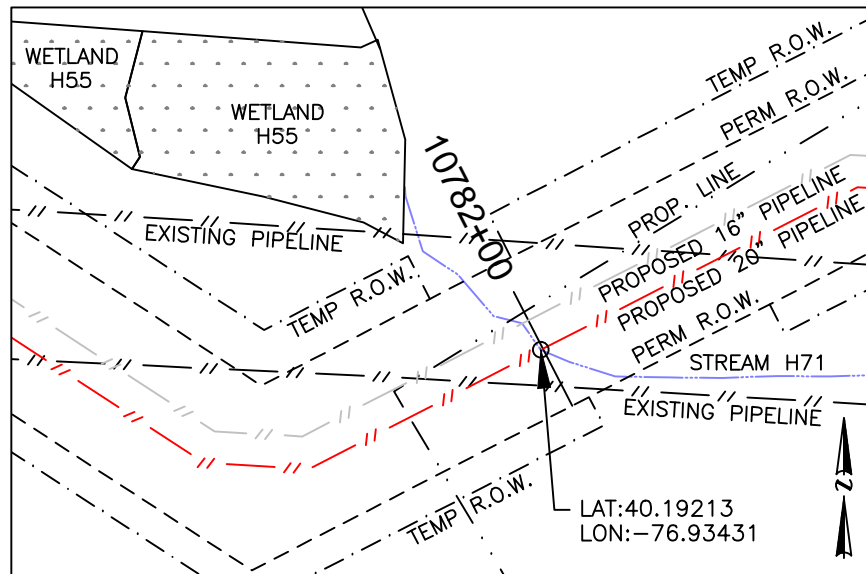 WETLAND
H55
WETLAND
H55
TEMP R.O.W.
PERM R.O.W.
PROP. LINE
10782+00
EXISTING PIPELINE
PROPOSED 16" PIPELINE
PROPOSED 20" PIPELINE
TEMP R.O.W.
PERM R.O.W.
STREAM H71
EXISTING PIPELINE
TEMP R.O.W.
LAT:40.19213
LON:-76.93431
N